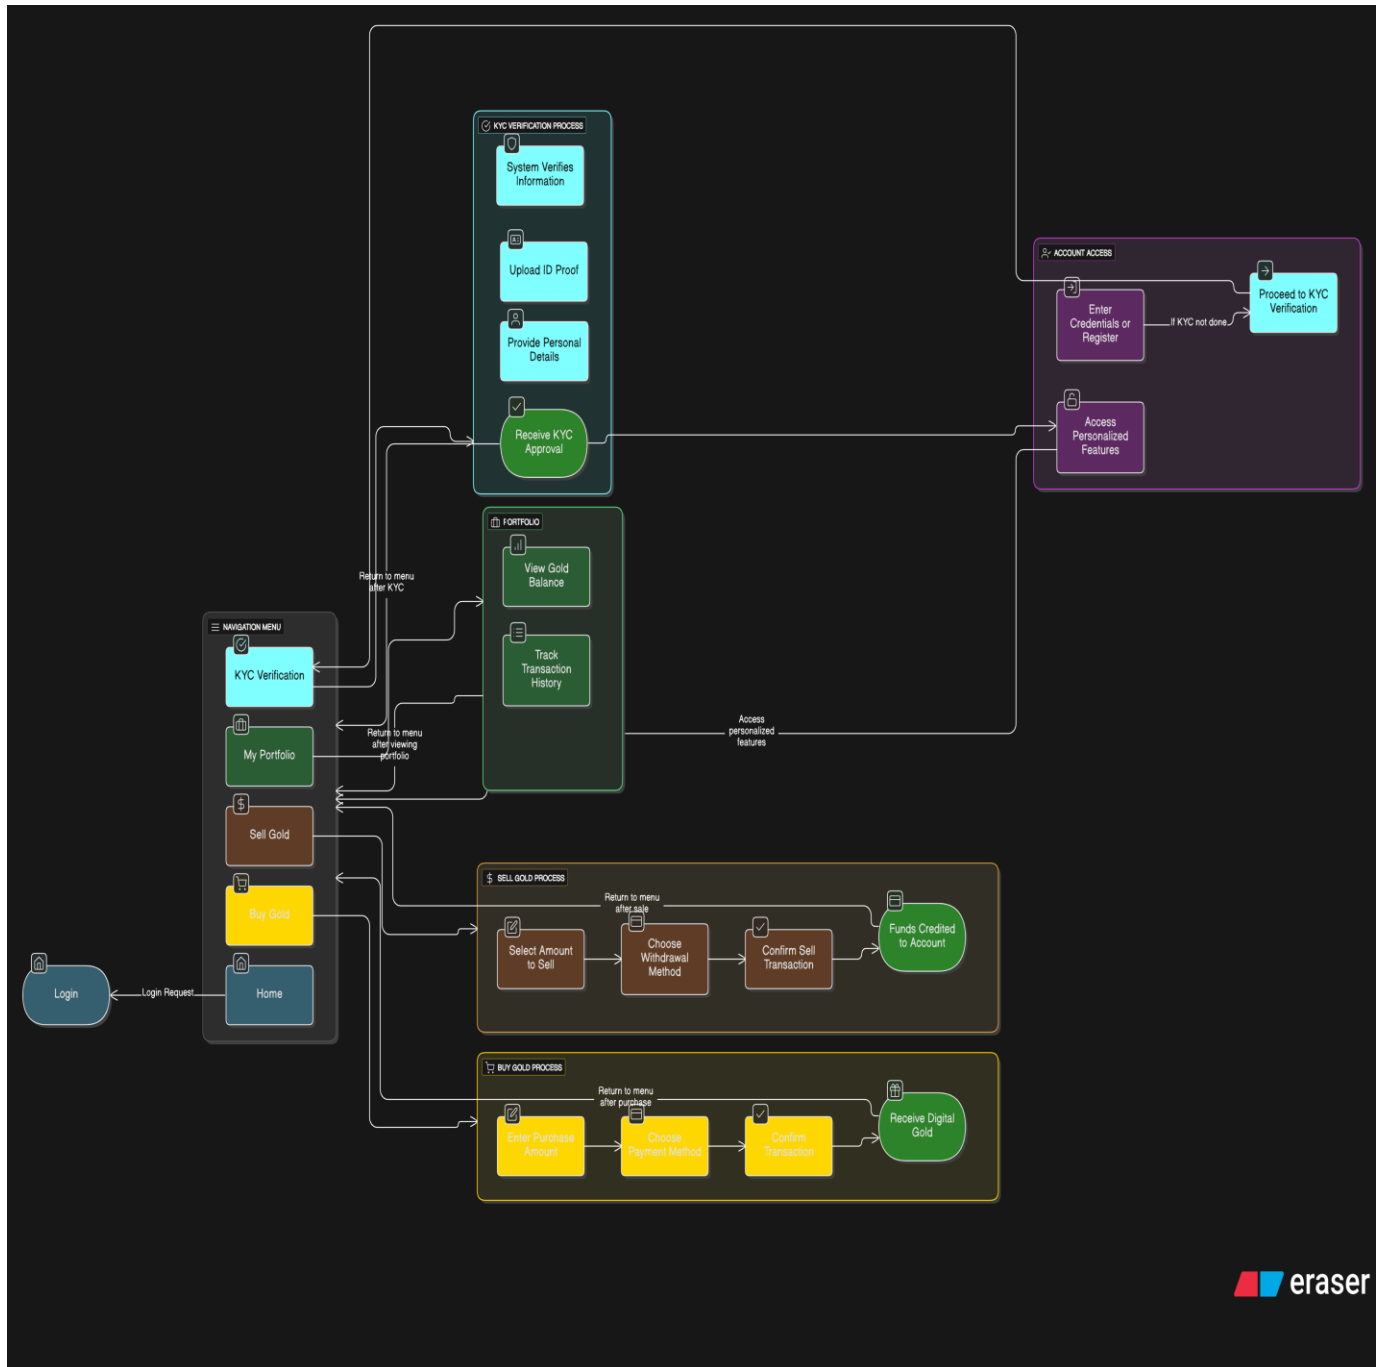 KYC VERIFICATION PROCESS
System Verifies
Information
Upload ID Proof
Provide Personal
Details
Receive KYC
Approval
ACCOUNT ACCESS
Enter
Credentials or
Register
If KYC not done
Proceed to KYC
Verification
Access
Personalized
Features
PORTFOLIO
View Gold
Balance
Track
Transaction
History
Return to menu
after KYC
Return to menu
after viewing
portfolio
Access
personalized
features
NAVIGATION MENU
KYC Verification
My Portfolio
Sell Gold
Buy Gold
Home
Login Request
Login
SELL GOLD PROCESS
Return to menu
after sale
Select Amount
to Sell
Choose
Withdrawal
Method
Confirm Sell
Transaction
Funds Credited
to Account
BUY GOLD PROCESS
Return to menu
after purchase
Enter Purchase
Amount
Choose
Payment Method
Confirm
Transaction
Receive Digital
Gold
eraser